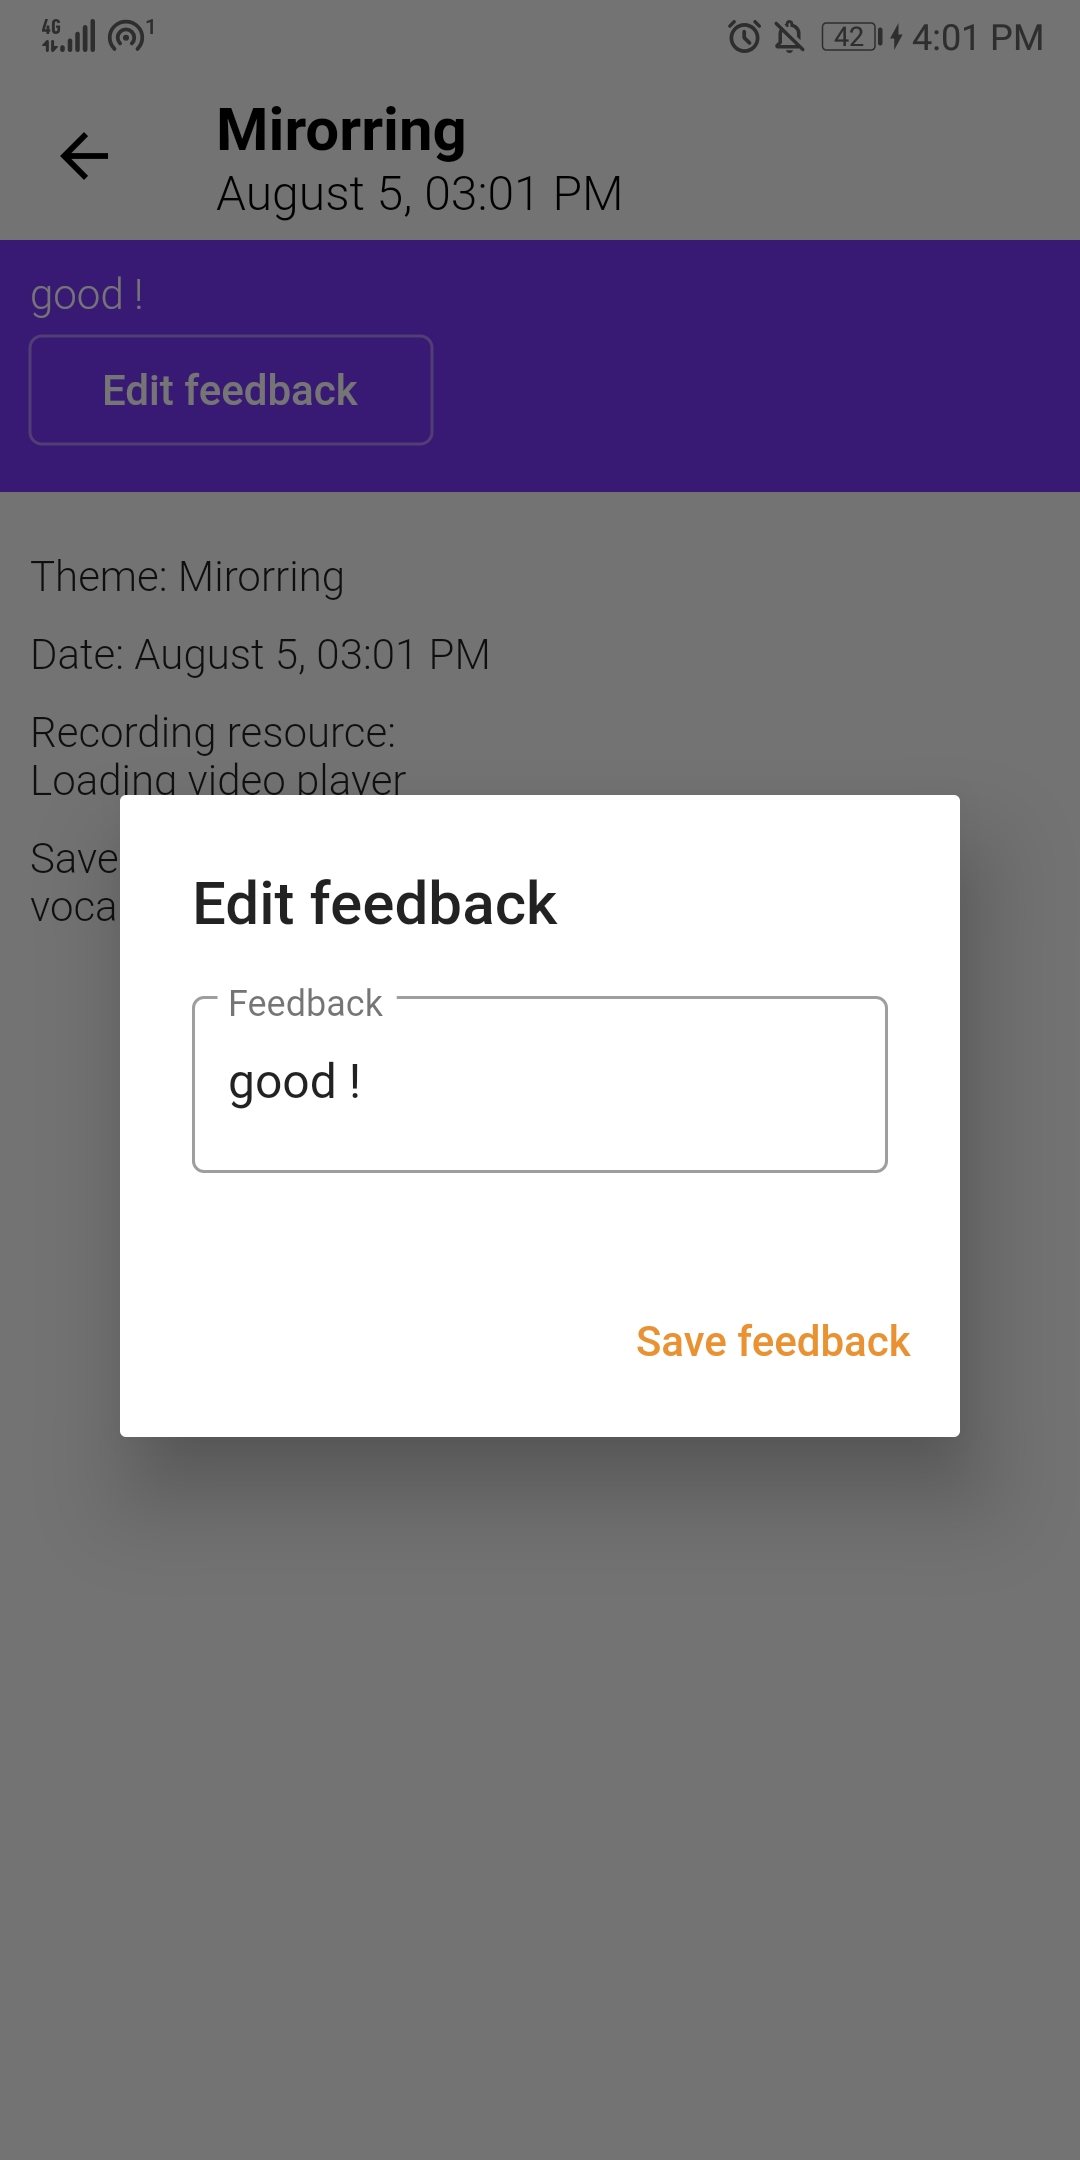 4G 1 42 4:01 PM
Mirorring
August 5, 03:01 PM
good !
Edit feedback
Theme: Mirorring
Date: August 5, 03:01 PM
Recording resource:
Loading video player
Save
voca
Edit feedback
Feedback
good !
Save feedback